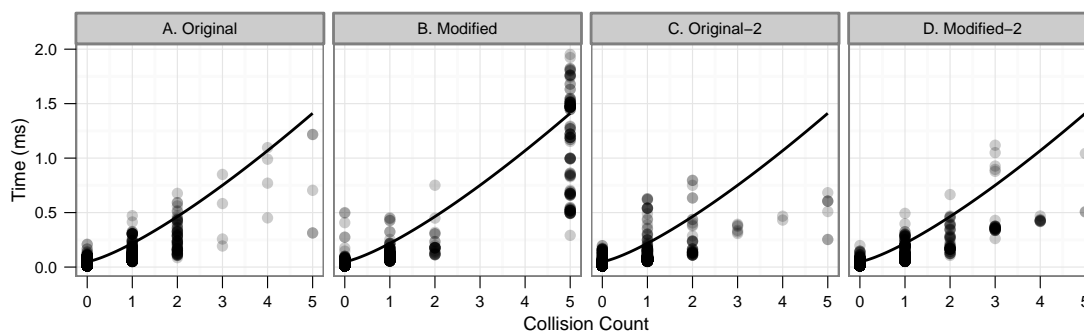 A. Original B. Modified C. Original−2 D. Modified−2
2.0
1.5
1.0
0.5
0.0
Time (ms)
0 1 2 3 4 5 0 1 2 3 4 5 0 1 2 3 4 5 0 1 2 3 4 5
Collision Count